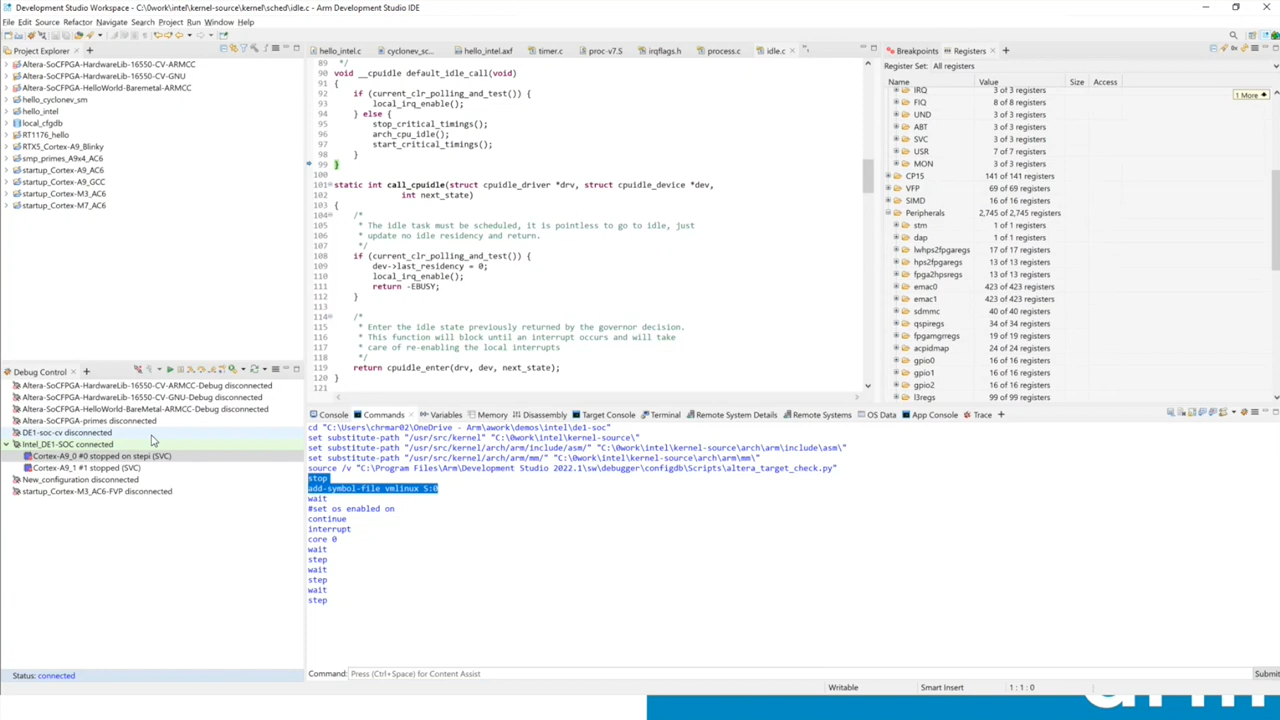 Development Studio Workspace - C:\0work\intel\kernel-source\kernel\sched\idle.c - Arm Development Studio IDE
File Edit Source Refactor Navigate Search Project Run Window Help
Project Explorer
Altera-SoCFPGA-HardwareLib-16550-CV-ARMCC
Altera-SoCFPGA-HardwareLib-16550-CV-GNU
Altera-SoCFPGA-HelloWorld-Baremetal-ARMCC
hello_cyclonev_sm
hello_intel
local_cfgdb
RT1176_hello
RTX5_Cortex-A9_Blinky
smp_primes_A9x4_AC6
startup_Cortex-A9_AC6
startup_Cortex-A9_GCC
startup_Cortex-M3_AC6
startup_Cortex-M7_AC6
hello_intel.c cyclonev_sc... hello_intel.axf timer.c proc-v7.S irqflags.h process.c idle.c
89 */
90 void __cpuidle default_idle_call(void)
91 {
92 if (current_clr_polling_and_test()) {
93 local_irq_enable();
94 } else {
95 stop_critical_timings();
96 arch_cpu_idle();
97 start_critical_timings();
98 }
99 }
100
101 static int call_cpuidle(struct cpuidle_driver *drv, struct cpuidle_device *dev,
102 int next_state)
103 {
104 /*
105 * The idle task must be scheduled, it is pointless to go to idle, just
106 * update no idle residency and return.
107 */
108 if (current_clr_polling_and_test()) {
109 dev->last_residency = 0;
110 local_irq_enable();
111 return -EBUSY;
112 }
113
114 /*
115 * Enter the idle state previously returned by the governor decision.
116 * This function will block until an interrupt occurs and will take
117 * care of re-enabling the local interrupts
118 */
119 return cpuidle_enter(drv, dev, next_state);
120 }
121
Breakpoints Registers
Register Set: All registers
Name Value Size Access
1 More
IRQ 3 of 3 registers
FIQ 8 of 8 registers
UND 3 of 3 registers
ABT 3 of 3 registers
SVC 3 of 3 registers
USR 7 of 7 registers
MON 3 of 3 registers
CP15 141 of 141 registers
VFP 69 of 69 registers
SIMD 16 of 16 registers
Peripherals 2,745 of 2,745 registers
stm 1 of 1 registers
dap 1 of 1 registers
lwhps2fpgaregs 17 of 17 registers
hps2fpgaregs 13 of 13 registers
fpga2hpsregs 13 of 13 registers
emac0 423 of 423 registers
emac1 423 of 423 registers
sdmmc 40 of 40 registers
qspiregs 34 of 34 registers
fpgamgrregs 19 of 19 registers
acpidmap 24 of 24 registers
gpio0 16 of 16 registers
gpio1 16 of 16 registers
gpio2 16 of 16 registers
l3regs 81 of 81 registers
Debug Control
Altera-SoCFPGA-HardwareLib-16550-CV-ARMCC-Debug disconnected
Altera-SoCFPGA-HardwareLib-16550-CV-GNU-Debug disconnected
Altera-SoCFPGA-HelloWorld-BareMetal-ARMCC-Debug disconnected
Altera-SoCFPGA-primes disconnected
DE1-soc-cv disconnected
Intel_DE1-SOC connected
Cortex-A9_0 #0 stopped on stepi (SVC)
Cortex-A9_1 #1 stopped (SVC)
New_configuration disconnected
startup_Cortex-M3_AC6-FVP disconnected
Status: connected
Console Commands Variables Memory Disassembly Target Console Terminal Remote System Details Remote Systems OS Data App Console Trace
cd "C:\Users\chrmar02\OneDrive - Arm\awork\demos\intel\de1-soc"
set substitute-path "/usr/src/kernel" "C:\0work\intel\kernel-source\"
set substitute-path "/usr/src/kernel/arch/arm/include/asm/" "C:\0work\intel\kernel-source\arch\arm\include\asm\"
set substitute-path "/usr/src/kernel/arch/arm/mm/" "C:\0work\intel\kernel-source\arch\arm\mm\"
source /v "C:\Program Files\Arm\Development Studio 2022.1\sw\debugger\configdb\Scripts\altera_target_check.py"
stop
add-symbol-file vmlinux S:0
wait
#set os enabled on
continue
interrupt
core 0
wait
step
wait
step
wait
step
Command: Press (Ctrl+Space) for Content Assist
Submit
Writable Smart Insert 1 : 1 : 0